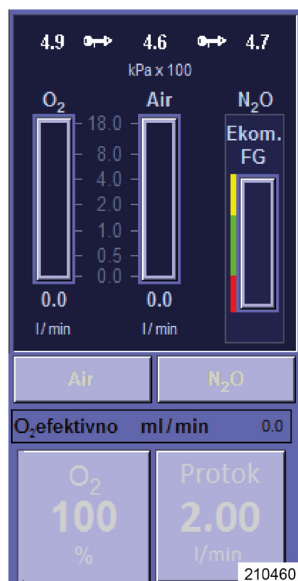 4.9 4.6 4.7
kPa x 100
O₂ Air N₂O
18.0
8.0
4.0
2.0
1.0
0.5
0.0
Ekom.
FG
0.0 0.0
l/min l/min
Air N₂O
O₂efektivno ml/min 0.0
O₂ Protok
100 2.00
% l/min
210460